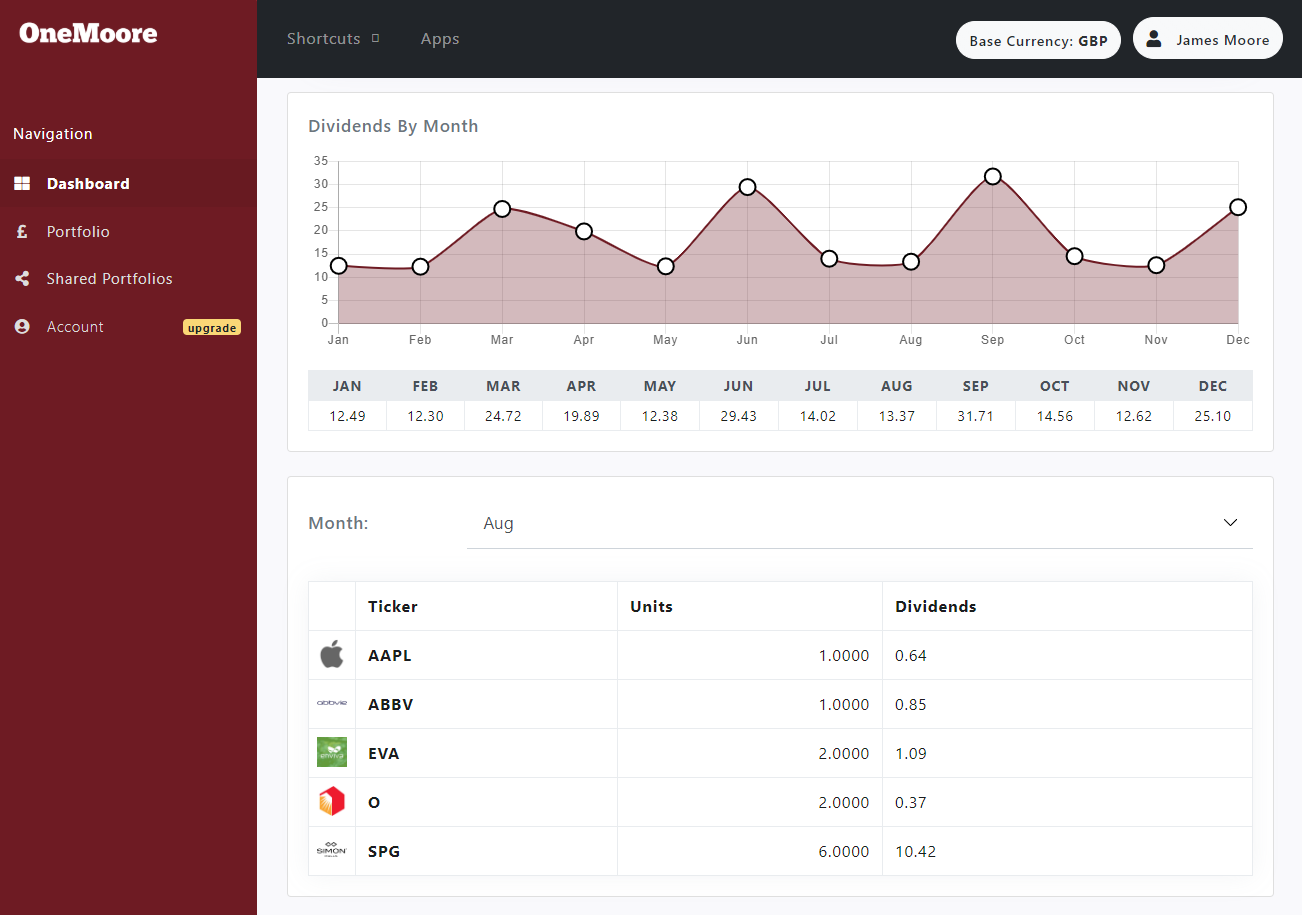 OneMoore
Shortcuts
Apps
Base Currency: GBP
James Moore
Navigation
Dashboard
Portfolio
Shared Portfolios
Account
upgrade
Dividends By Month
35
30
25
20
15
10
5
0
Jan Feb Mar Apr May Jun Jul Aug Sep Oct Nov Dec
JAN FEB MAR APR MAY JUN JUL AUG SEP OCT NOV DEC
12.49 12.30 24.72 19.89 12.38 29.43 14.02 13.37 31.71 14.56 12.62 25.10
Month: Aug
Ticker Units Dividends
AAPL 1.0000 0.64
abbvie ABBV 1.0000 0.85
enviva EVA 2.0000 1.09
O 2.0000 0.37
SIMON SPG 6.0000 10.42